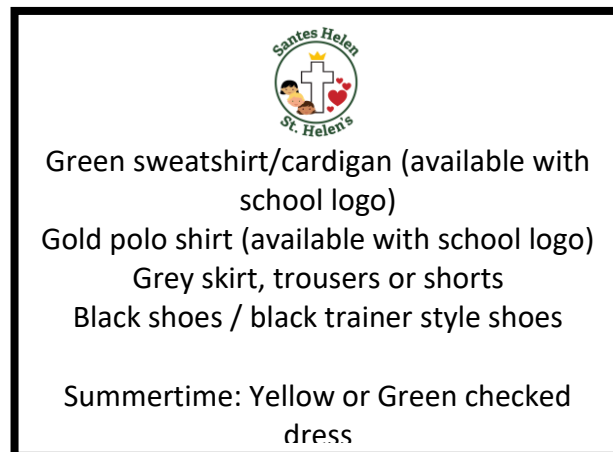 Santes Helen
St. Helen's
Green sweatshirt/cardigan (available with
school logo)
Gold polo shirt (available with school logo)
Grey skirt, trousers or shorts
Black shoes / black trainer style shoes
Summertime: Yellow or Green checked
dress